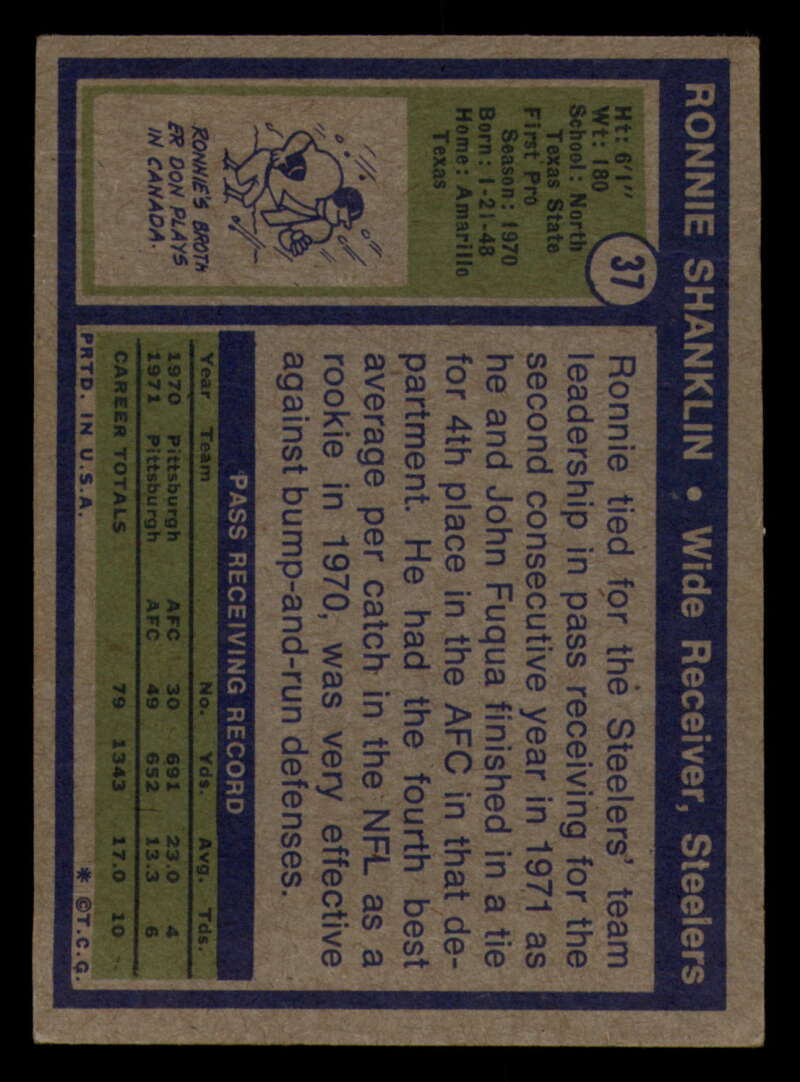 RONNIE SHANKLIN • Wide Receiver, Steelers
37
Ht: 6'1"
Wt: 180
School: North
Texas State
First Pro
Season: 1970
Born: 1-21-48
Home: Amarillo
Texas
RONNIE'S BROTH
ER DON PLAYS
IN CANADA.
Ronnie tied for the Steelers' team
leadership in pass receiving for the
second consecutive year in 1971 as
he and John Fuqua finished in a tie
for 4th place in the AFC in that de-
partment. He had the fourth best
average per catch in the NFL as a
rookie in 1970, was very effective
against bump-and-run defenses.
PASS RECEIVING RECORD
Year Team No. Yds. Avg. Tds.
1970 Pittsburgh AFC 30 691 23.0 4
1971 Pittsburgh AFC 49 652 13.3 6
CAREER TOTALS 79 1343 17.0 10
PRTD. IN U.S.A. * ©T.C.G.